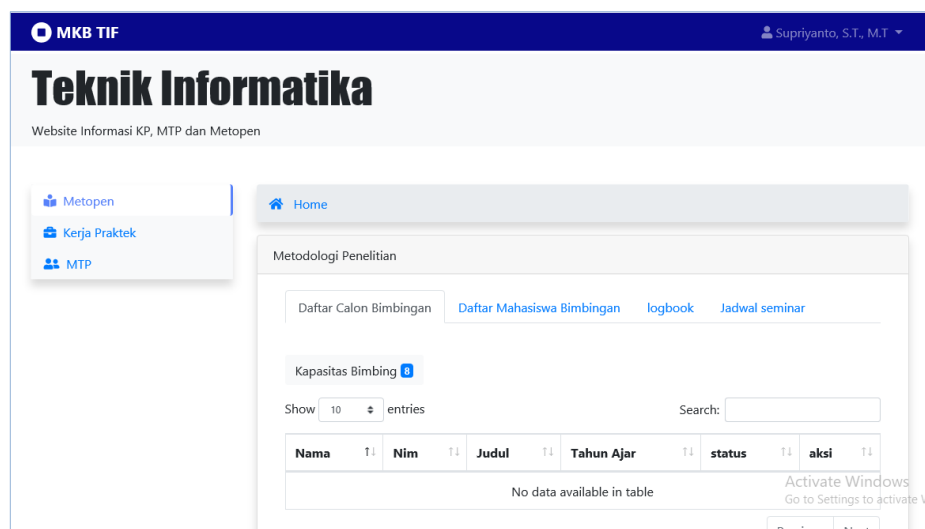 MKB TIF
Supriyanto, S.T., M.T
Teknik Informatika
Website Informasi KP, MTP dan Metopen
Metopen
Kerja Praktek
MTP
Home
Metodologi Penelitian
Daftar Calon Bimbingan Daftar Mahasiswa Bimbingan logbook Jadwal seminar
Kapasitas Bimbing 8
Show 10 entries
Search:
Nama Nim Judul Tahun Ajar status aksi
No data available in table
Activate Windows
Go to Settings to activate W